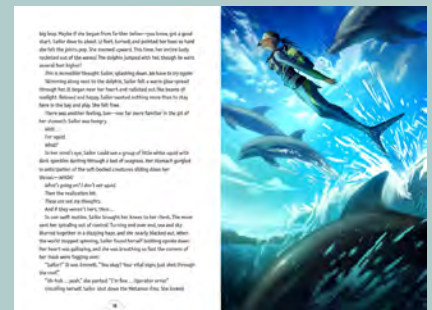 big loop. Maybe if she began from farther below—you know, got a good
start. Sailor dove to about 12 feet, turned, and pointed her nose so hard
she felt the joints pop. She zoomed upward. This time, her entire body
rocketed out of the waves! The dolphin jumped with her, though he went
several feet higher!
This is incredible! thought Sailor, splashing down. We have to try again!
Swimming along next to the dolphin, Sailor felt a warm glow spread
through her. It began near her heart and radiated out like beams of
sunlight. Relaxed and happy, Sailor wanted nothing more than to stay
here in the bay and play. She felt free.
There was another feeling, too—one far more familiar in the pit of
her stomach: Sailor was hungry.
Well . . .
For squid.
What?
In her mind's eye, Sailor could see a group of little white squid with
dark speckles darting through a bed of seagrass. Her stomach gurgled
in anticipation of the soft-bodied creatures sliding down her
throat—whole!
What's going on? I don't eat squid.
Then the realization hit.
These are not my thoughts.
And if they weren't hers, then . . .
In one swift motion, Sailor brought her knees to her chest. The move
sent her spiraling out of control. Turning end over end, sea and sky
blurred together in a dizzying haze, and she nearly blacked out. When
the world stopped spinning, Sailor found herself bobbing upside down.
Her heart was galloping, and she was breathing so fast the corners of
her mask were fogging over.
"Sailor!" It was Emmett. "You okay? Your vital signs just shot through
the roof."
"Uh-huh . . . yeah," she panted. "I'm fine . . . Operator error."
Uncurling herself, Sailor shut down the